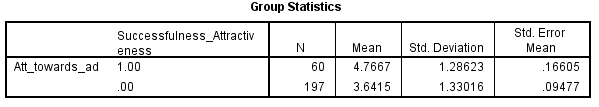 Group Statistics
Successfulness_Attractiv
eness N Mean Std. Deviation Std. Error
Mean
Att_towards_ad 1.00 60 4.7667 1.28623 .16605
.00 197 3.6415 1.33016 .09477